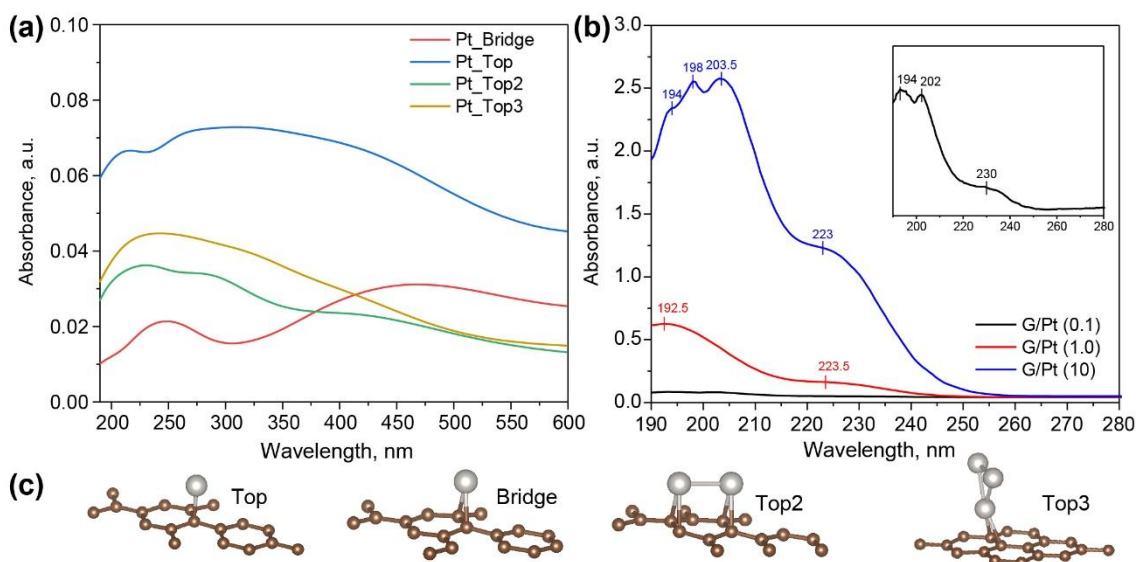 (a)
0.10
0.08
0.06
0.04
0.02
0.00
Absorbance, a.u.
Pt_Bridge
Pt_Top
Pt_Top2
Pt_Top3
200 250 300 350 400 450 500 550 600
Wavelength, nm
(b)
3.0
2.5
2.0
1.5
1.0
0.5
0.0
Absorbance, a.u.
194
198
203.5
223
192.5
223.5
194 202
230
200 220 240 260 280
G/Pt (0.1)
G/Pt (1.0)
G/Pt (10)
190 200 210 220 230 240 250 260 270 280
Wavelength, nm
(c)
Top
Bridge
Top2
Top3